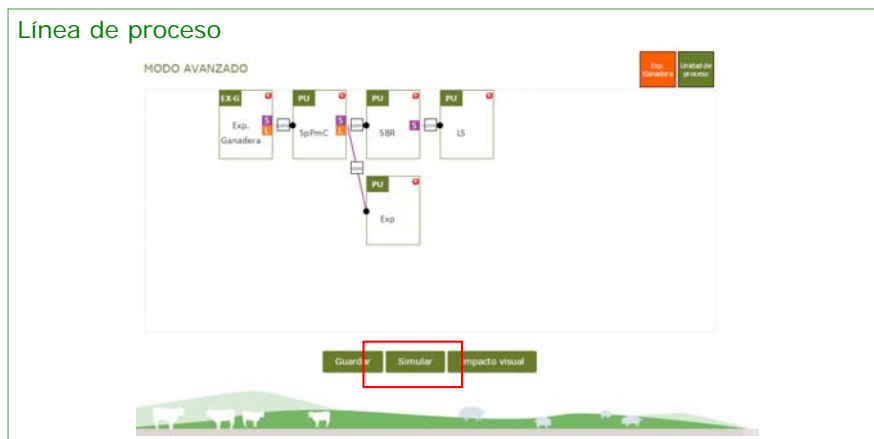 Línea de proceso
MODO AVANZADO
Exp.
Ganadera
Unidad de
proceso
EX-G
Exp.
Ganadera
S
L
PU
SpPmC
S
L
PU
SBR
S
PU
LS
PU
Exp
Guardar
Simular
Impacto visual